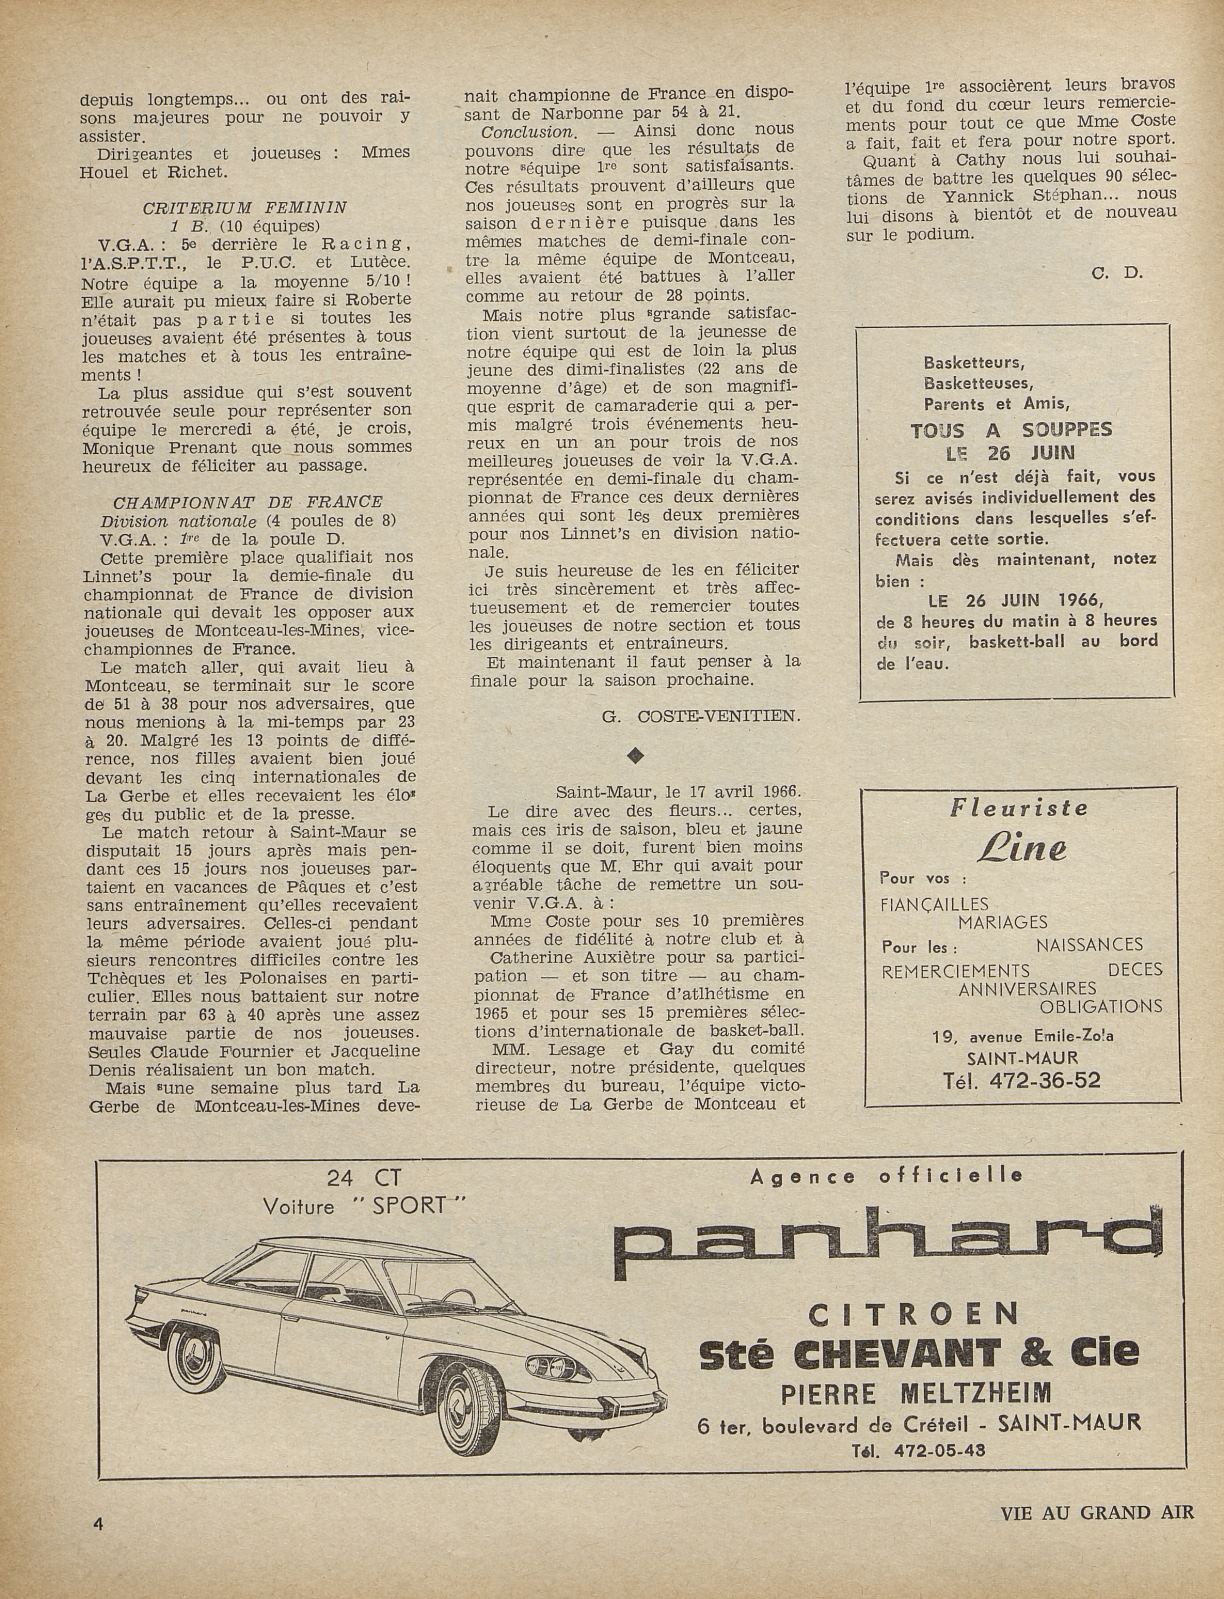 depuis longtemps... ou ont des rai-
sons majeures pour ne pouvoir y
assister.
Dirigeantes et joueuses : Mmes
Houel et Richet.
CRITERIUM FEMININ
1 B. (10 équipes)
V.G.A. : 5e derrière le Racing,
l'A.S.P.T.T., le P.U.C. et Lutèce.
Notre équipe a la moyenne 5/10 !
Elle aurait pu mieux faire si Roberte
n'était pas partie si toutes les
joueuses avaient été présentes à tous
les matches et à tous les entraîne-
ments !
La plus assidue qui s'est souvent
retrouvée seule pour représenter son
équipe le mercredi a été, je crois,
Monique Prenant que nous sommes
heureux de féliciter au passage.
CHAMPIONNAT DE FRANCE
Division nationale (4 poules de 8)
V.G.A. : 1re de la poule D.
Cette première place qualifiait nos
Linnet's pour la demie-finale du
championnat de France de division
nationale qui devait les opposer aux
joueuses de Montceau-les-Mines, vice-
championnes de France.
Le match aller, qui avait lieu à
Montceau, se terminait sur le score
de 51 à 38 pour nos adversaires, que
nous menions à la mi-temps par 23
à 20. Malgré les 13 points de diffé-
rence, nos filles avaient bien joué
devant les cinq internationales de
La Gerbe et elles recevaient les élo-
ges du public et de la presse.
Le match retour à Saint-Maur se
disputait 15 jours après mais pen-
dant ces 15 jours nos joueuses par-
taient en vacances de Pâques et c'est
sans entraînement qu'elles recevaient
leurs adversaires. Celles-ci pendant
la même période avaient joué plu-
sieurs rencontres difficiles contre les
Tchèques et les Polonaises en parti-
culier. Elles nous battaient sur notre
terrain par 63 à 40 après une assez
mauvaise partie de nos joueuses.
Seules Claude Fournier et Jacqueline
Denis réalisaient un bon match.
Mais une semaine plus tard La
Gerbe de Montceau-les-Mines deve-
nait championne de France en dispo-
sant de Narbonne par 54 à 21.
Conclusion. — Ainsi donc nous
pouvons dire que les résultats de
notre équipe 1re sont satisfaisants.
Ces résultats prouvent d'ailleurs que
nos joueuses sont en progrès sur la
saison dernière puisque dans les
mêmes matches de demi-finale con-
tre la même équipe de Montceau,
elles avaient été battues à l'aller
comme au retour de 28 points.
Mais notre plus grande satisfac-
tion vient surtout de la jeunesse de
notre équipe qui est de loin la plus
jeune des dimi-finalistes (22 ans de
moyenne d'âge) et de son magnifi-
que esprit de camaraderie qui a per-
mis malgré trois événements heu-
reux en un an pour trois de nos
meilleures joueuses de voir la V.G.A.
représentée en demi-finale du cham-
pionnat de France ces deux dernières
années qui sont les deux premières
pour nos Linnet's en division natio-
nale.
Je suis heureuse de les en féliciter
ici très sincèrement et très affec-
tueusement et de remercier toutes
les joueuses de notre section et tous
les dirigeants et entraîneurs.
Et maintenant il faut penser à la
finale pour la saison prochaine.
G. COSTE-VENITIEN.
Saint-Maur, le 17 avril 1966.
Le dire avec des fleurs... certes,
mais ces iris de saison, bleu et jaune
comme il se doit, furent bien moins
éloquents que M. Ehr qui avait pour
agréable tâche de remettre un sou-
venir V.G.A. à :
Mme Coste pour ses 10 premières
années de fidélité à notre club et à
Catherine Auxiètre pour sa partici-
pation — et son titre — au cham-
pionnat de France d'atlhétisme en
1965 et pour ses 15 premières sélec-
tions d'internationale de basket-ball.
MM. Lesage et Gay du comité
directeur, notre présidente, quelques
membres du bureau, l'équipe victo-
rieuse de La Gerbe de Montceau et
l'équipe 1re associèrent leurs bravos
et du fond du cœur leurs remercie-
ments pour tout ce que Mme Coste
a fait, fait et fera pour notre sport.
Quant à Cathy nous lui souhai-
tâmes de battre les quelques 90 sélec-
tions de Yannick Stéphan... nous
lui disons à bientôt et de nouveau
sur le podium.
C. D.
Basketteurs,
Basketteuses,
Parents et Amis,
TOUS A SOUPPES
LE 26 JUIN
Si ce n'est déjà fait, vous
serez avisés individuellement des
conditions dans lesquelles s'ef-
fectuera cette sortie.
Mais dès maintenant, notez
bien :
LE 26 JUIN 1966,
de 8 heures du matin à 8 heures
du soir, baskett-ball au bord
de l'eau.
Fleuriste
Line
Pour vos :
FIANÇAILLES
MARIAGES
Pour les : NAISSANCES
REMERCIEMENTS DECES
ANNIVERSAIRES
OBLIGATIONS
19, avenue Emile-Zola
SAINT-MAUR
Tél. 472-36-52
24 CT
Voiture "SPORT"
Agence officielle
panhard
CITROEN
Sté CHEVANT & Cie
PIERRE MELTZHEIM
6 ter, boulevard de Créteil - SAINT-MAUR
Tél. 472-05-43
4
VIE AU GRAND AIR